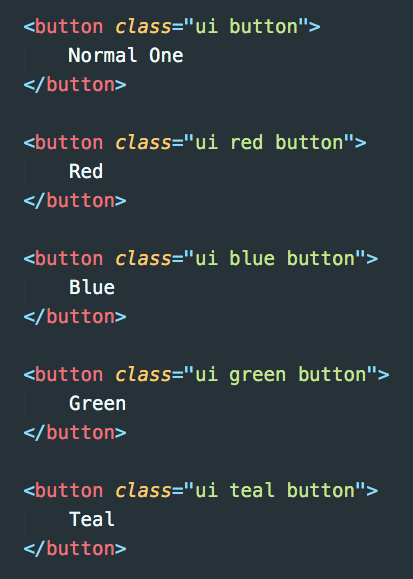 <button class="ui button">
Normal One
</button>
<button class="ui red button">
Red
</button>
<button class="ui blue button">
Blue
</button>
<button class="ui green button">
Green
</button>
<button class="ui teal button">
Teal
</button>